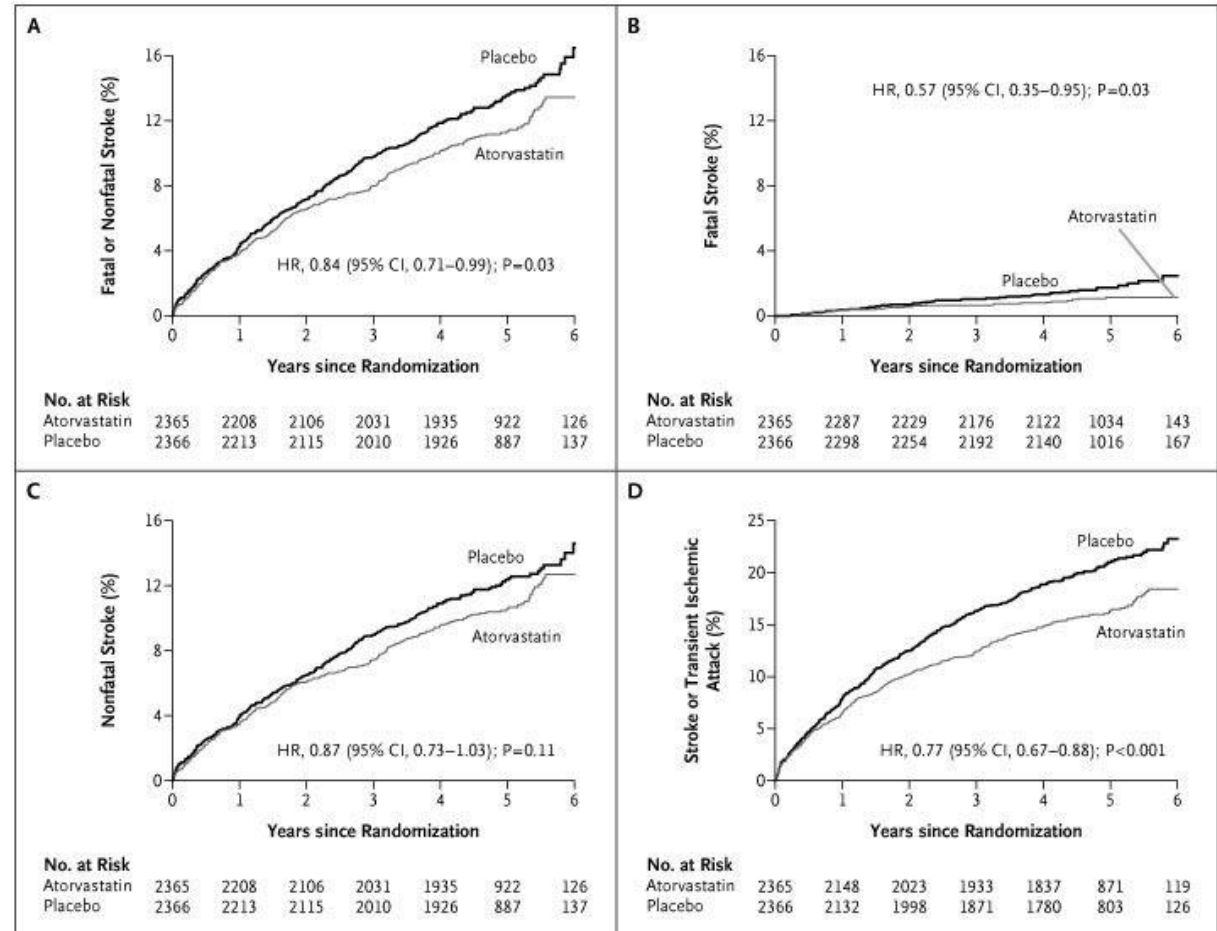 A
Fatal or Nonfatal Stroke (%)
16
12
8
4
0
Placebo
Atorvastatin
HR, 0.84 (95% CI, 0.71–0.99); P=0.03
0 1 2 3 4 5 6
Years since Randomization
No. at Risk
Atorvastatin 2365 2208 2106 2031 1935 922 126
Placebo 2366 2213 2115 2010 1926 887 137
B
Fatal Stroke (%)
16
12
8
4
0
HR, 0.57 (95% CI, 0.35–0.95); P=0.03
Atorvastatin
Placebo
0 1 2 3 4 5 6
Years since Randomization
No. at Risk
Atorvastatin 2365 2287 2229 2176 2122 1034 143
Placebo 2366 2298 2254 2192 2140 1016 167
C
Nonfatal Stroke (%)
16
12
8
4
0
Placebo
Atorvastatin
HR, 0.87 (95% CI, 0.73–1.03); P=0.11
0 1 2 3 4 5 6
Years since Randomization
No. at Risk
Atorvastatin 2365 2208 2106 2031 1935 922 126
Placebo 2366 2213 2115 2010 1926 887 137
D
Stroke or Transient Ischemic
Attack (%)
25
20
15
10
5
0
Placebo
Atorvastatin
HR, 0.77 (95% CI, 0.67–0.88); P<0.001
0 1 2 3 4 5 6
Years since Randomization
No. at Risk
Atorvastatin 2365 2148 2023 1933 1837 871 119
Placebo 2366 2132 1998 1871 1780 803 126